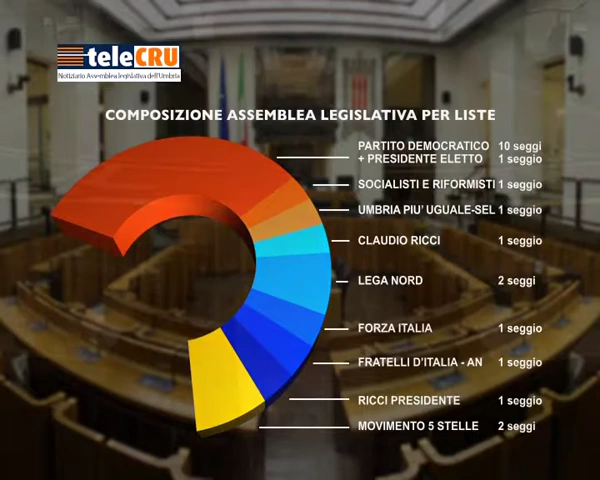 teleCRU
Notiziario Assemblea legislativa dell'Umbria
COMPOSIZIONE ASSEMBLEA LEGISLATIVA PER LISTE
PARTITO DEMOCRATICO 10 seggi
+ PRESIDENTE ELETTO 1 seggio
SOCIALISTI E RIFORMISTI 1 seggio
UMBRIA PIU' UGUALE-SEL 1 seggio
CLAUDIO RICCI 1 seggio
LEGA NORD 2 seggi
FORZA ITALIA 1 seggio
FRATELLI D'ITALIA - AN 1 seggio
RICCI PRESIDENTE 1 seggio
MOVIMENTO 5 STELLE 2 seggi